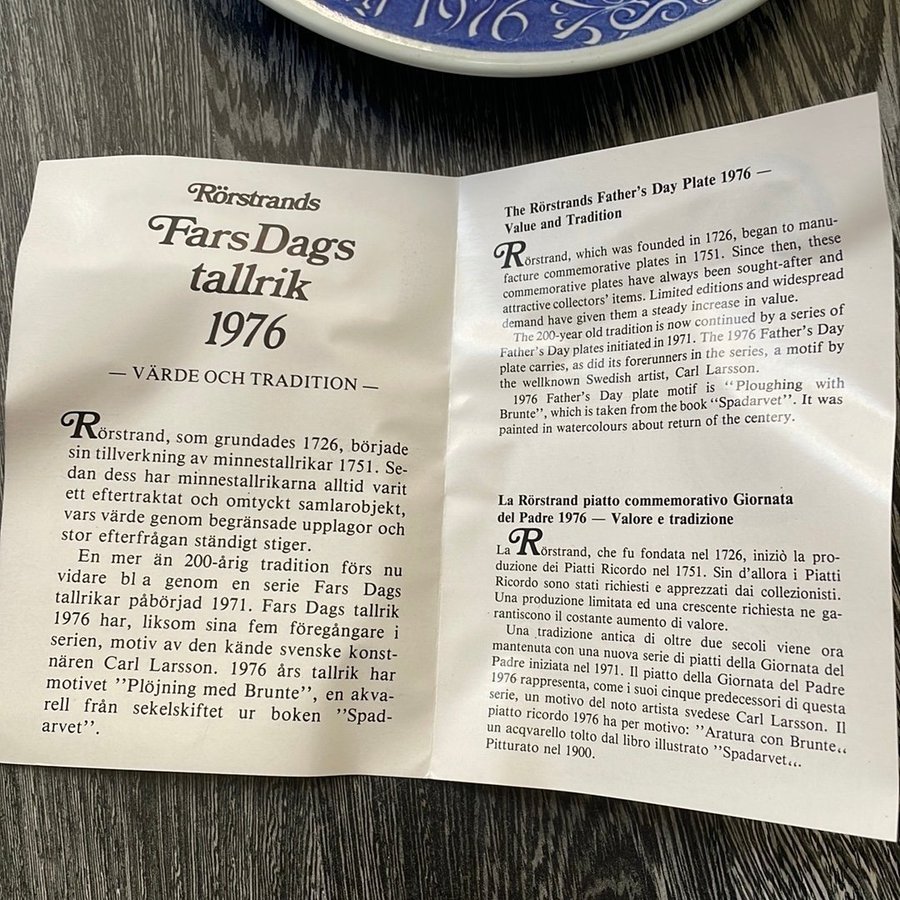 1976
Rörstrands
Fars Dags
tallrik
1976
— VÄRDE OCH TRADITION —
Rörstrand, som grundades 1726, började
sin tillverkning av minnestallrikar 1751. Se-
dan dess har minnestallrikarna alltid varit
ett eftertraktat och omtyckt samlarobjekt,
vars värde genom begränsade upplagor och
stor efterfrågan ständigt stiger.
En mer än 200-årig tradition förs nu
vidare bl a genom en serie Fars Dags
tallrikar påbörjad 1971. Fars Dags tallrik
1976 har, liksom sina fem föregångare i
serien, motiv av den kände svenske konst-
nären Carl Larsson. 1976 års tallrik har
motivet ”Plöjning med Brunte”, en akva-
rell från sekelskiftet ur boken ”Spad-
arvet”.
The Rörstrands Father's Day Plate 1976 —
Value and Tradition
Rörstrand, which was founded in 1726, began to manu-
facture commemorative plates in 1751. Since then, these
commemorative plates have always been sought-after and
attractive collectors' items. Limited editions and widespread
demand have given them a steady increase in value.
The 200-year old tradition is now continued by a series of
Father's Day plates initiated in 1971. The 1976 Father's Day
plate carries, as did its forerunners in the series, a motif by
the wellknown Swedish artist, Carl Larsson.
1976 Father's Day plate motif is “Ploughing with
Brunte”, which is taken from the book “Spadarvet”. It was
painted in watercolours about return of the centery.
La Rörstrand piatto commemorativo Giornata
del Padre 1976 — Valore e tradizione
La Rörstrand, che fu fondata nel 1726, iniziò la pro-
duzione dei Piatti Ricordo nel 1751. Sin d'allora i Piatti
Ricordo sono stati richiesti e apprezzati dai collezionisti.
Una produzione limitata ed una crescente richiesta ne ga-
rantiscono il costante aumento di valore.
Una tradizione antica di oltre due secoli viene ora
mantenuta con una nuova serie di piatti della Giornata del
Padre iniziata nel 1971. Il piatto della Giornata del Padre
1976 rappresenta, come i suoi cinque predecessori di questa
serie, un motivo del noto artista svedese Carl Larsson. Il
piatto ricordo 1976 ha per motivo: ”Aratura con Brunte„
un acqvarello tolto dal libro illustrato ”Spadarvet„.
Pitturato nel 1900.